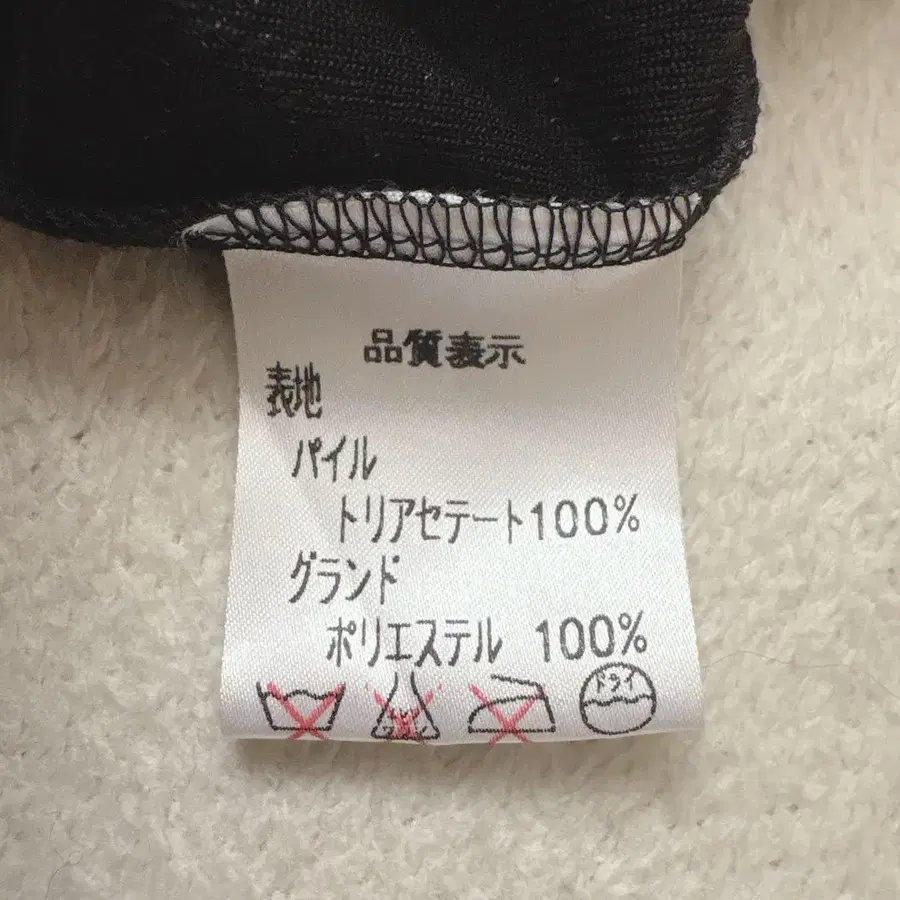 品質表示
表地
パイル
トリアセテート100%
グランド
ポリエステル 100%
ドライ